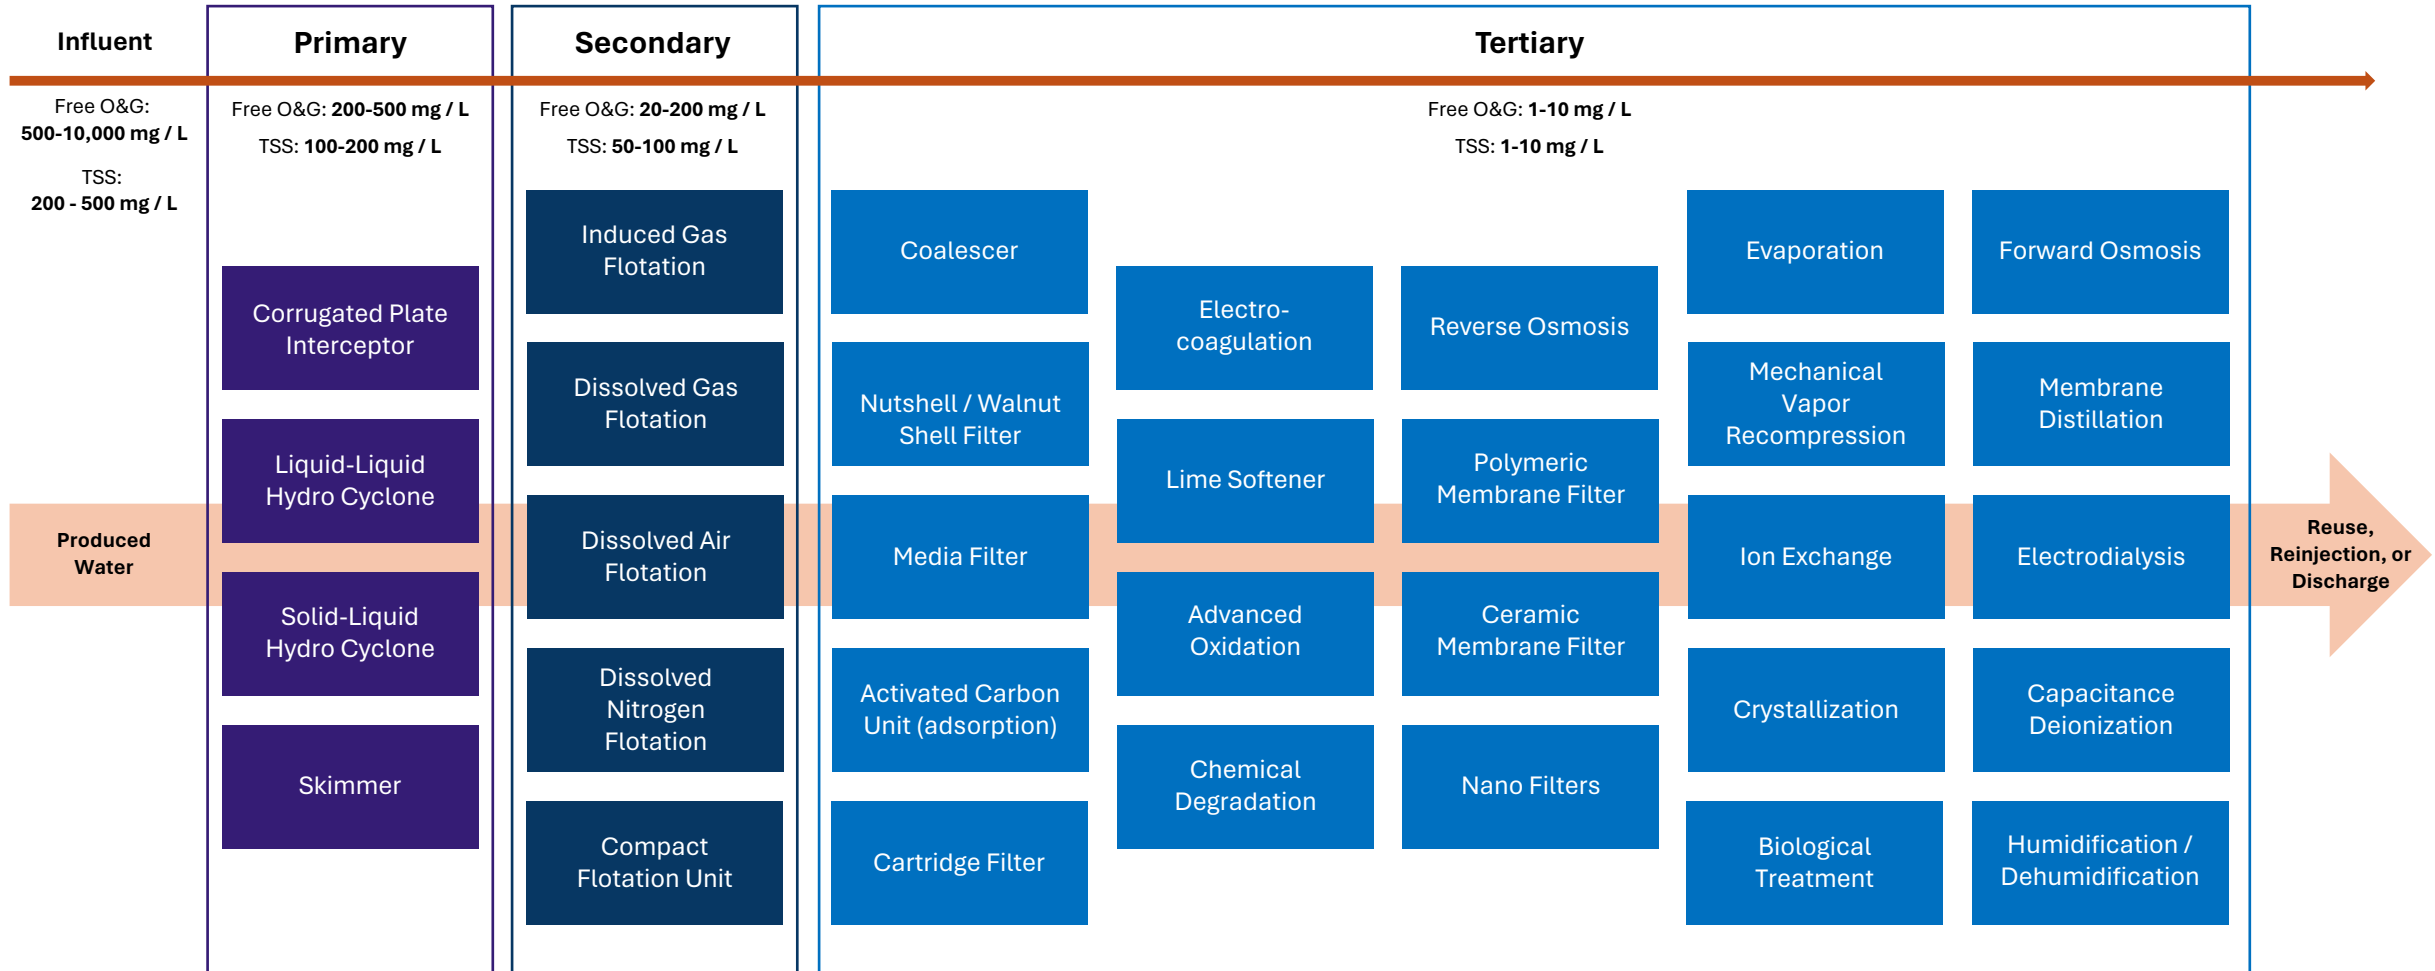 Influent
Primary
Secondary
Tertiary
Free O&G:
500-10,000 mg / L
TSS:
200 - 500 mg / L
Free O&G: 200-500 mg / L
TSS: 100-200 mg / L
Free O&G: 20-200 mg / L
TSS: 50-100 mg / L
Free O&G: 1-10 mg / L
TSS: 1-10 mg / L
Produced
Water
Corrugated Plate
Interceptor
Liquid-Liquid
Hydro Cyclone
Solid-Liquid
Hydro Cyclone
Skimmer
Induced Gas
Flotation
Dissolved Gas
Flotation
Dissolved Air
Flotation
Dissolved
Nitrogen
Flotation
Compact
Flotation Unit
Coalescer
Nutshell / Walnut
Shell Filter
Media Filter
Activated Carbon
Unit (adsorption)
Cartridge Filter
Electro-
coagulation
Lime Softener
Advanced
Oxidation
Chemical
Degradation
Reverse Osmosis
Polymeric
Membrane Filter
Ceramic
Membrane Filter
Nano Filters
Evaporation
Mechanical
Vapor
Recompression
Ion Exchange
Crystallization
Biological
Treatment
Forward Osmosis
Membrane
Distillation
Electrodialysis
Capacitance
Deionization
Humidification /
Dehumidification
Reuse,
Reinjection, or
Discharge